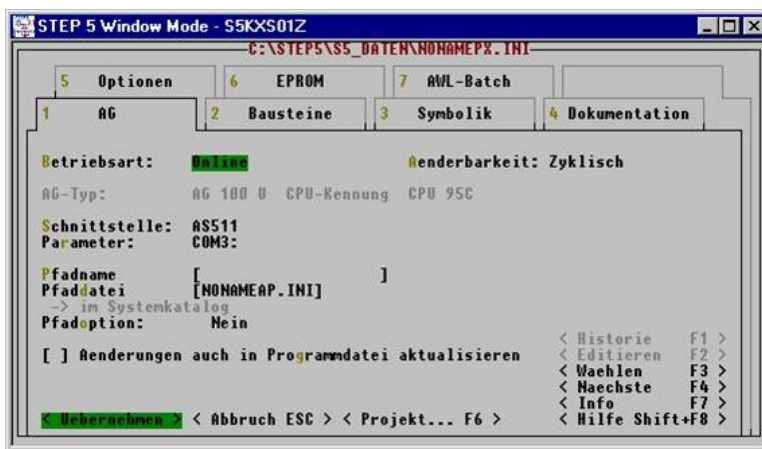 STEP 5 Window Mode - S5KXS01Z
C:\STEP5\S5_DATEN\NONAMEPX.INI
5 Optionen 6 EPROM 7 AWL-Batch
1 AG 2 Bausteine 3 Symbolik 4 Dokumentation
Betriebsart: Online Aenderbarkeit: Zyklisch
AG-Typ: AG 100 U CPU-Kennung CPU 95C
Schnittstelle: AS511
Parameter: COM3:
Pfadname [ ]
Pfaddatei [NONAMEAP.INI]
-> im Systemkatalog
Pfadoption: Nein
[ ] Aenderungen auch in Programmdatei aktualisieren
< Historie F1 >
< Editieren F2 >
< Waehlen F3 >
< Naechste F4 >
< Info F7 >
< Uebernehmen > < Abbruch ESC > < Projekt... F6 > < Hilfe Shift+F8 >